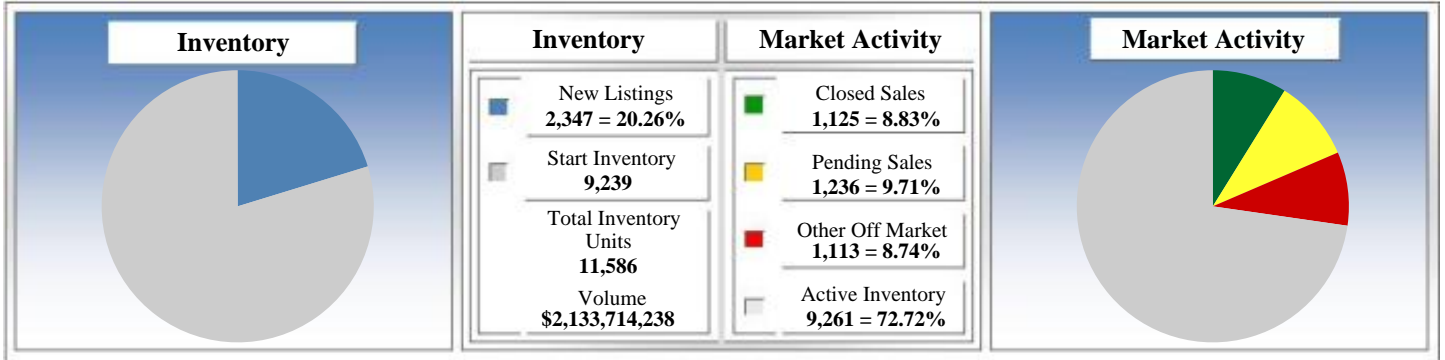 Inventory
Inventory
Market Activity
Market Activity
New Listings
2,347 = 20.26%
Start Inventory
9,239
Total Inventory
Units
11,586
Volume
$2,133,714,238
Closed Sales
1,125 = 8.83%
Pending Sales
1,236 = 9.71%
Other Off Market
1,113 = 8.74%
Active Inventory
9,261 = 72.72%